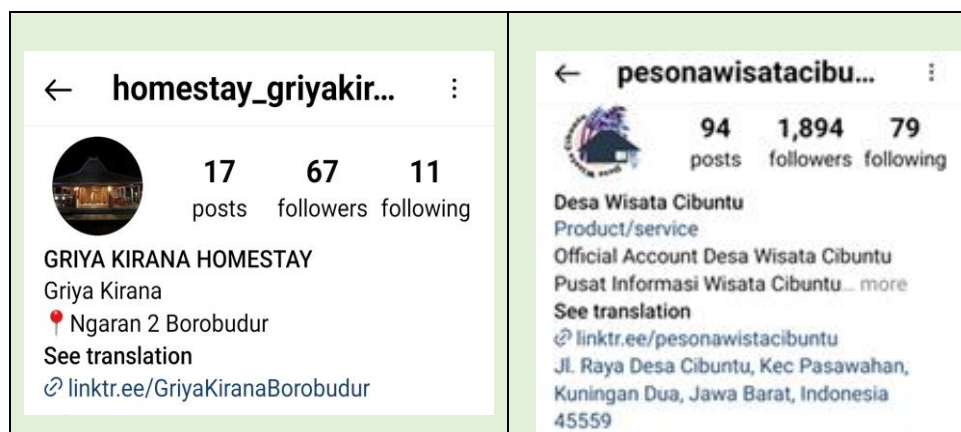 homestay_griyakir...
17 67 11
posts followers following
GRIYA KIRANA HOMESTAY
Griya Kirana
📍 Ngaran 2 Borobudur
See translation
linktr.ee/GriyaKiranaBorobudur
pesonawisatacibu...
94 1,894 79
posts followers following
Desa Wisata Cibuntu
Product/service
Official Account Desa Wisata Cibuntu
Pusat Informasi Wisata Cibuntu... more
See translation
linktr.ee/pesonawistacibuntu
Jl. Raya Desa Cibuntu, Kec Pasawahan,
Kuningan Dua, Jawa Barat, Indonesia
45559